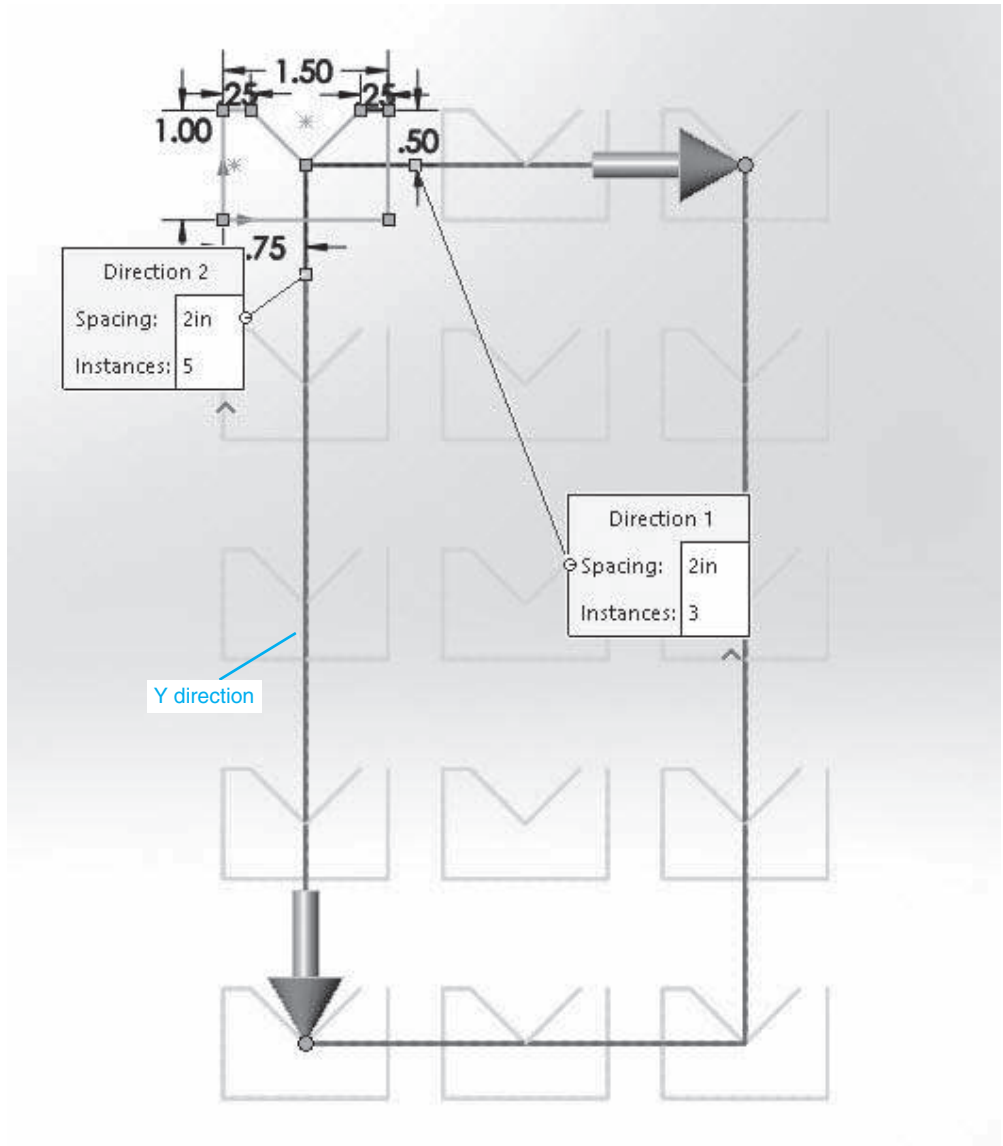 1.50
.25
.25
1.00
.50
.75
Direction 2
Spacing: 2in
Instances: 5
Direction 1
Spacing: 2in
Instances: 3
Y direction